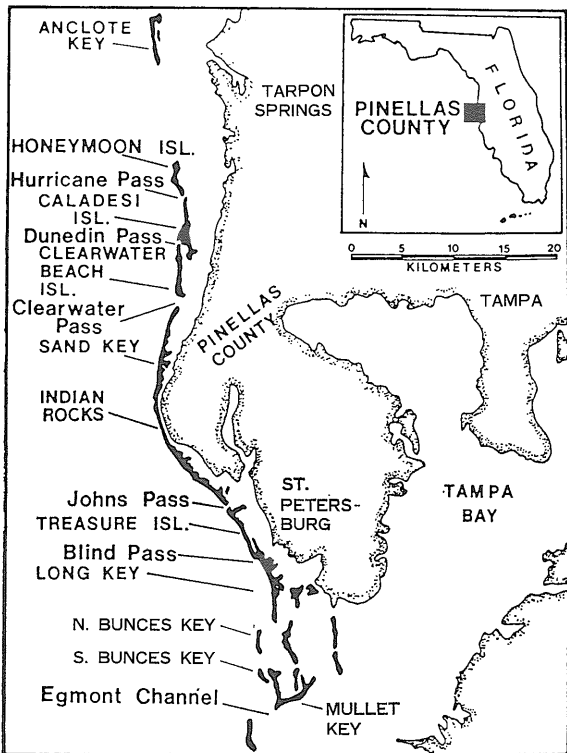 ANCLOTE
KEY
TARPON
SPRINGS
PINELLAS
COUNTY
FLORIDA
N
0 5 10 15 20
KILOMETERS
HONEYMOON ISL.
Hurricane Pass
CALADESI
ISL.
Dunedin Pass
CLEARWATER
BEACH
ISL.
Clearwater
Pass
SAND KEY
PINELLAS
COUNTY
TAMPA
INDIAN
ROCKS
ST.
PETERS-
BURG
TAMPA
BAY
Johns Pass
TREASURE ISL.
Blind Pass
LONG KEY
N. BUNCES KEY
S. BUNCES KEY
Egmont Channel
MULLET
KEY